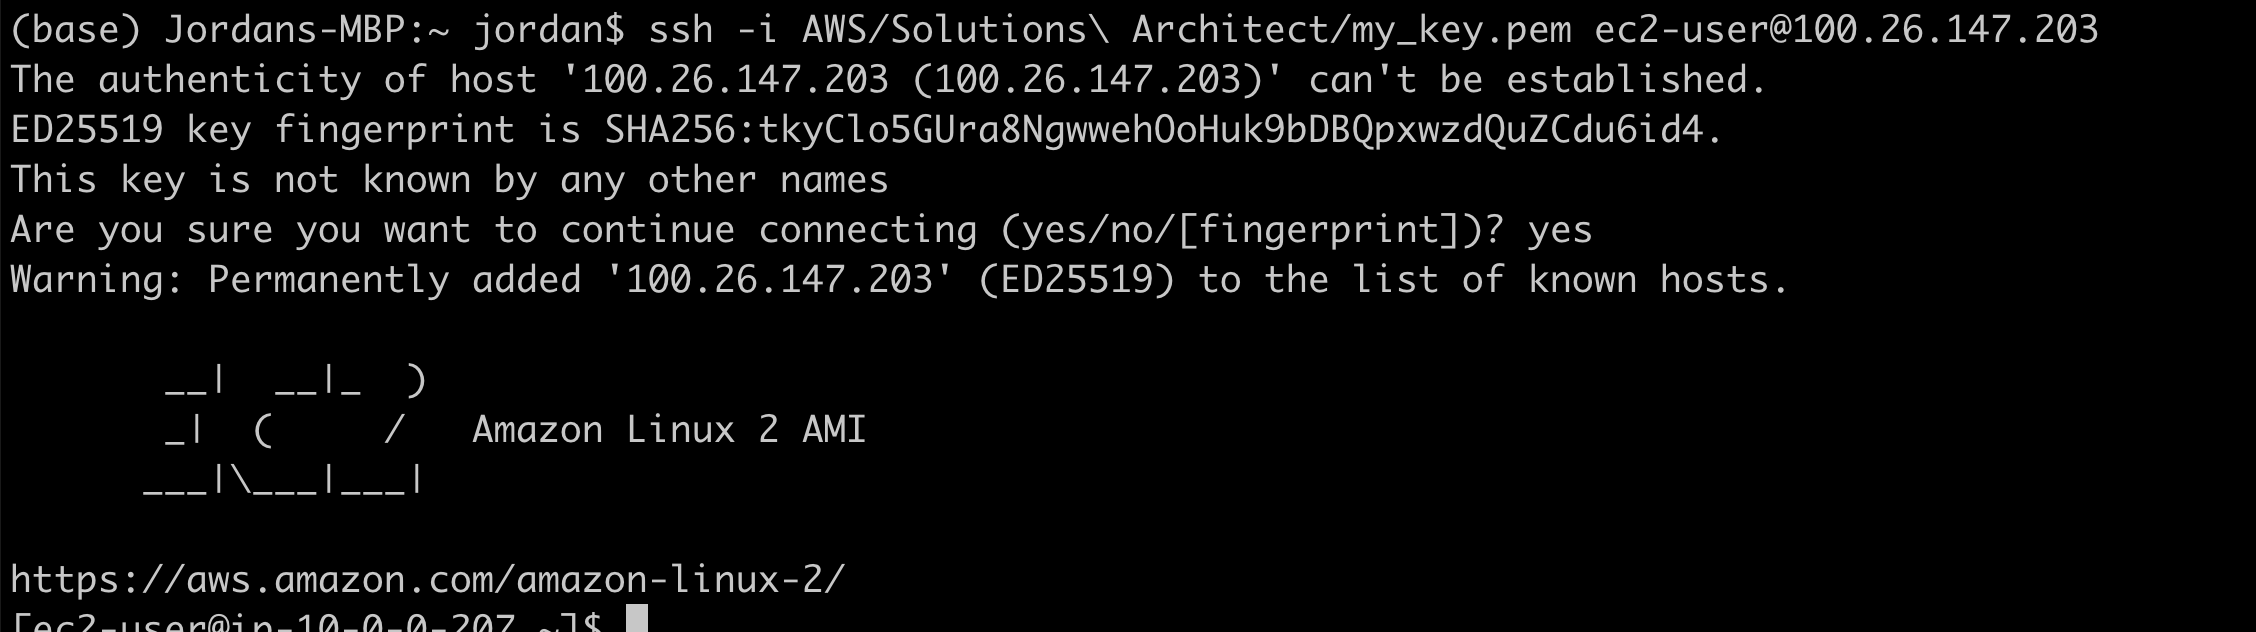 (base) Jordans-MBP:~ jordan$ ssh -i AWS/Solutions\ Architect/my_key.pem ec2-user@100.26.147.203
The authenticity of host '100.26.147.203 (100.26.147.203)' can't be established.
ED25519 key fingerprint is SHA256:tkyClo5GUra8NgwwehOoHuk9bDBQpxwzdQuZCdu6id4.
This key is not known by any other names
Are you sure you want to continue connecting (yes/no/[fingerprint])? yes
Warning: Permanently added '100.26.147.203' (ED25519) to the list of known hosts.
       __|  __|_  )
       _|  (     /   Amazon Linux 2 AMI
      ___|\___|___|
https://aws.amazon.com/amazon-linux-2/
[ec2-user@ip-10-0-0-207 ~]$